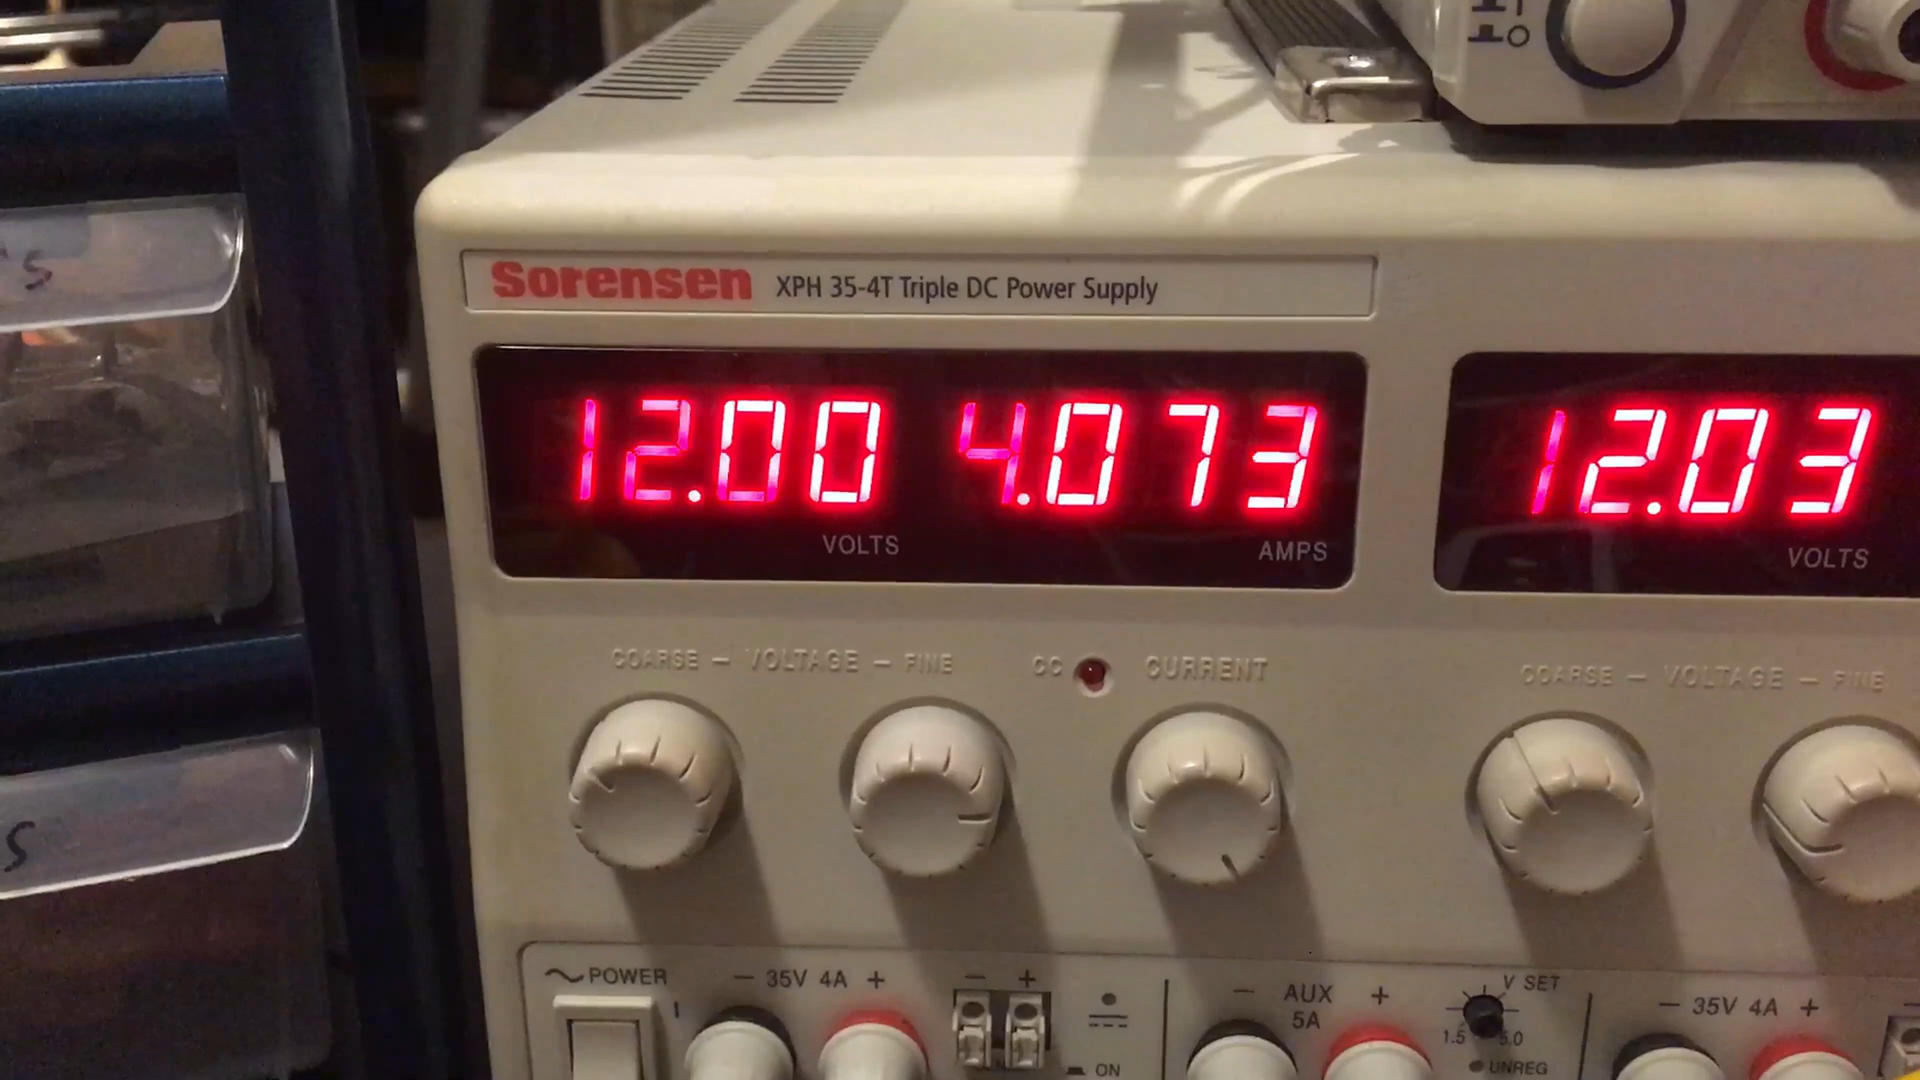 's
s
Sorensen XPH 35-4T Triple DC Power Supply
12.00 4.073
VOLTS AMPS
12.03
VOLTS
COARSE — VOLTAGE — FINE CC CURRENT
COARSE — VOLTAGE — FINE
POWER
I
− 35V 4A +
− +
ON
− AUX +
5A
V SET
1.5 5.0
UNREG
− 35V 4A +